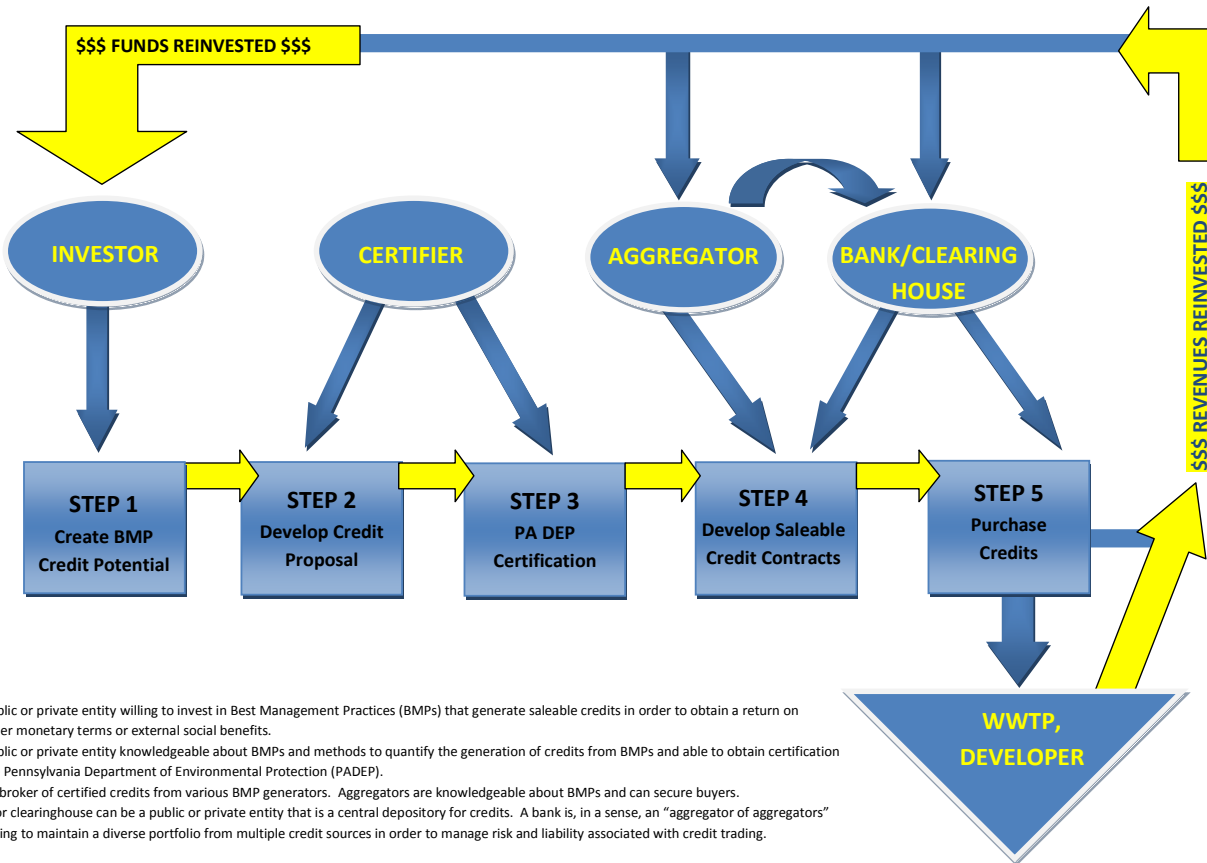 $$$ FUNDS REINVESTED $$$
INVESTOR
CERTIFIER
AGGREGATOR
BANK/CLEARING
HOUSE
$$$ REVENUES REINVESTED $$$
STEP 1
Create BMP
Credit Potential
STEP 2
Develop Credit
Proposal
STEP 3
PA DEP
Certification
STEP 4
Develop Saleable
Credit Contracts
STEP 5
Purchase
Credits
WWTP,
DEVELOPER
blic or private entity willing to invest in Best Management Practices (BMPs) that generate saleable credits in order to obtain a return on
er monetary terms or external social benefits.
blic or private entity knowledgeable about BMPs and methods to quantify the generation of credits from BMPs and able to obtain certification
Pennsylvania Department of Environmental Protection (PADEP).
broker of certified credits from various BMP generators. Aggregators are knowledgeable about BMPs and can secure buyers.
or clearinghouse can be a public or private entity that is a central depository for credits. A bank is, in a sense, an “aggregator of aggregators”
ing to maintain a diverse portfolio from multiple credit sources in order to manage risk and liability associated with credit trading.